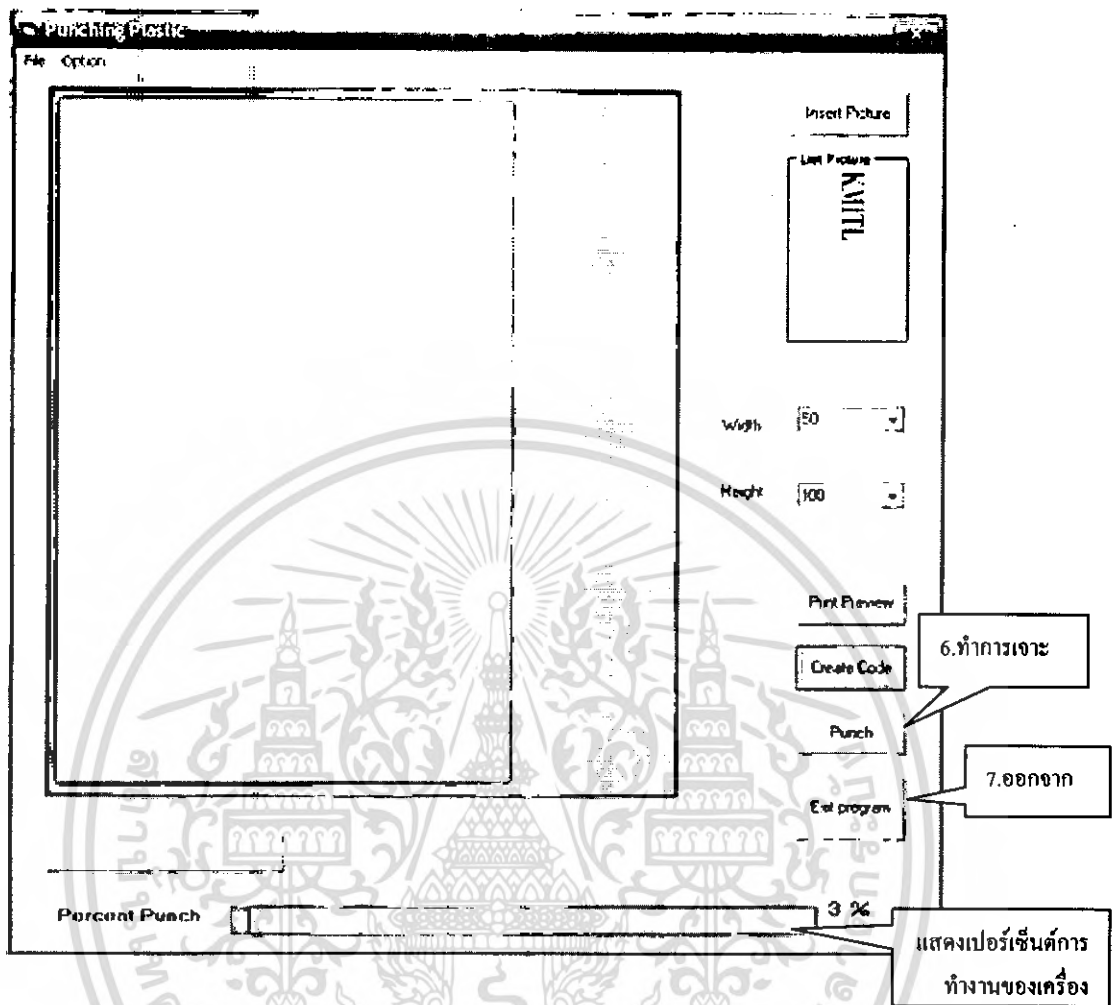 Punching Plastic
File Option
Insert Picture
List Picture
KMITL
Width 50
Height 100
Print Preview
Create Code
6.ทำการเจาะ
Punch
7.ออกจาก
Exit program
Percent Punch 3 %
แสดงเปอร์เซ็นต์การ
ทำงานของเครื่อง